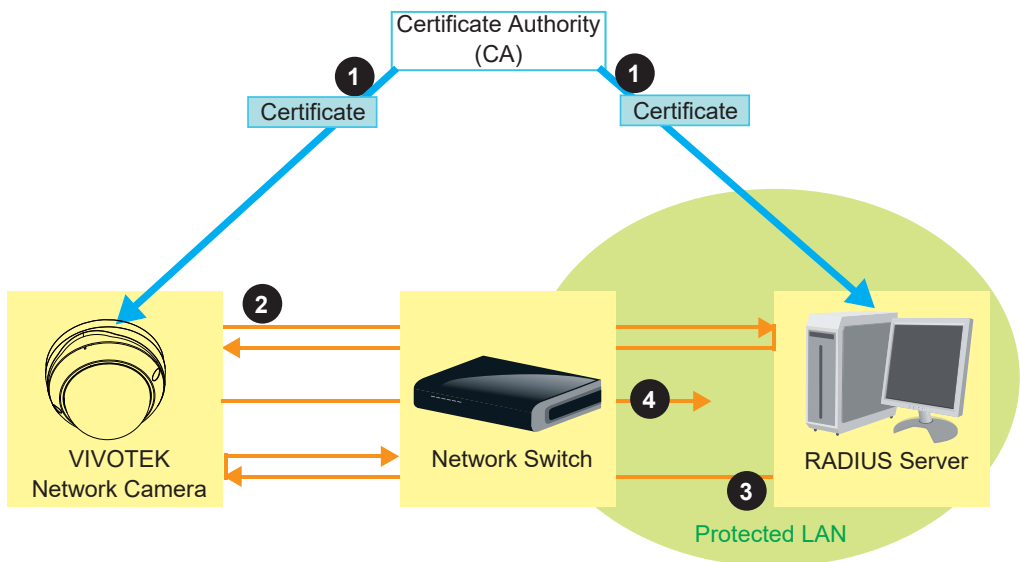 Certificate Authority
(CA)
1
1
Certificate
Certificate
2
4
VIVOTEK
Network Camera
Network Switch
RADIUS Server
3
Protected LAN